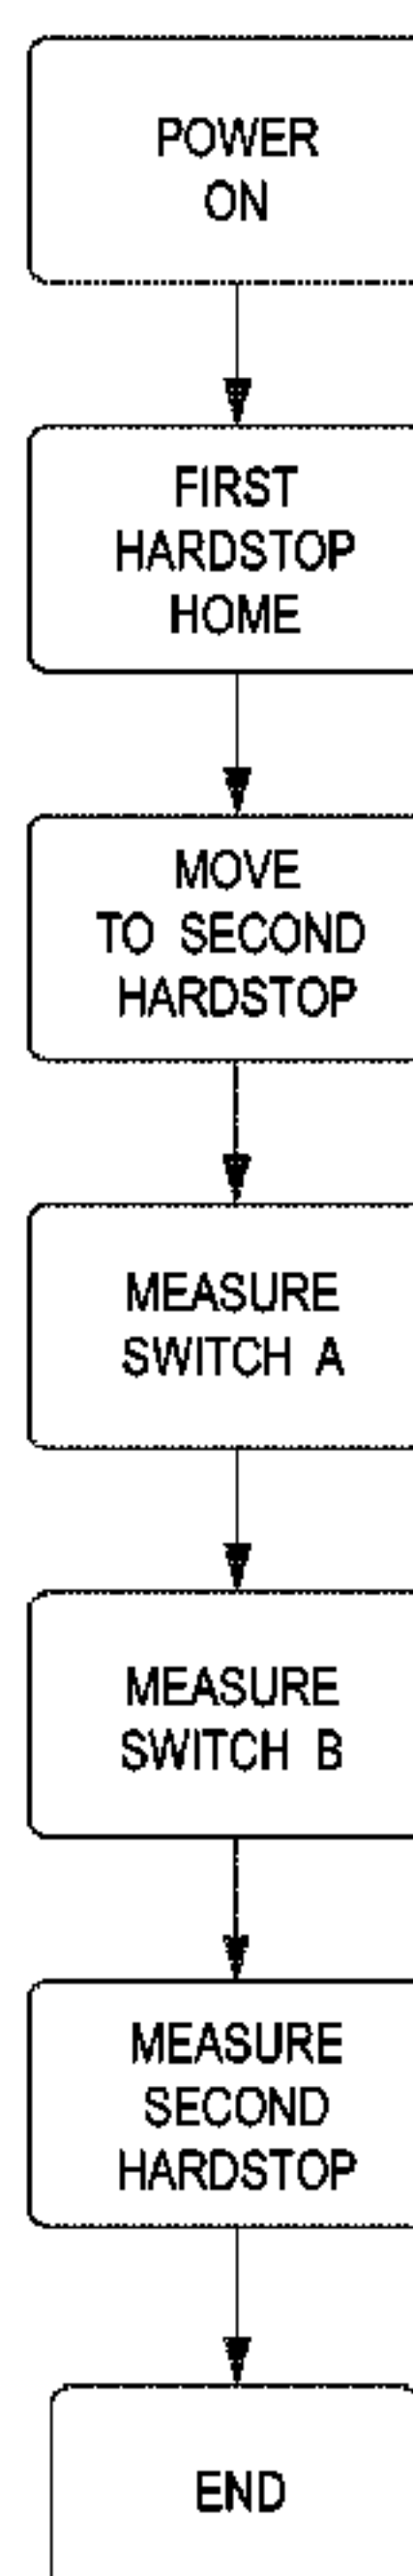 POWER
ON
FIRST
HARDSTOP
HOME
MOVE
TO SECOND
HARDSTOP
MEASURE
SWITCH A
MEASURE
SWITCH B
MEASURE
SECOND
HARDSTOP
END